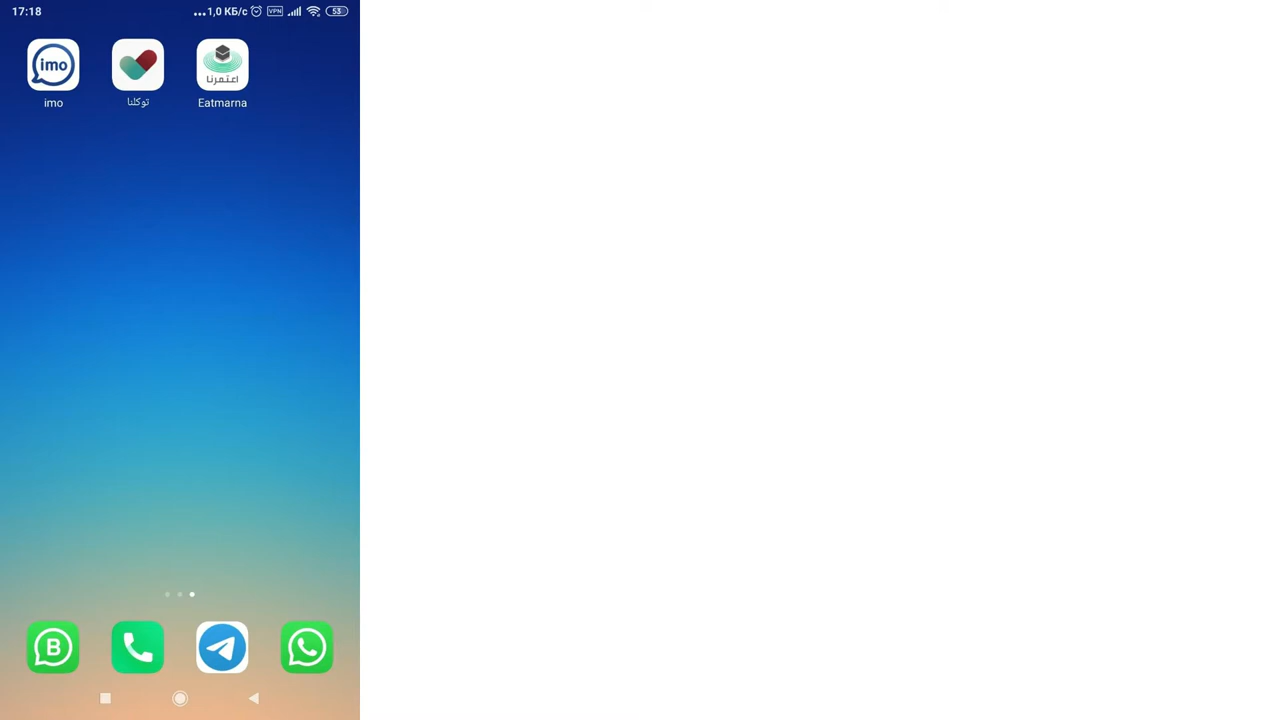 17:18
...1,0 КБ/с VPN 53
imo
اعتمرنا
imo
توكلنا
Eatmarna
B